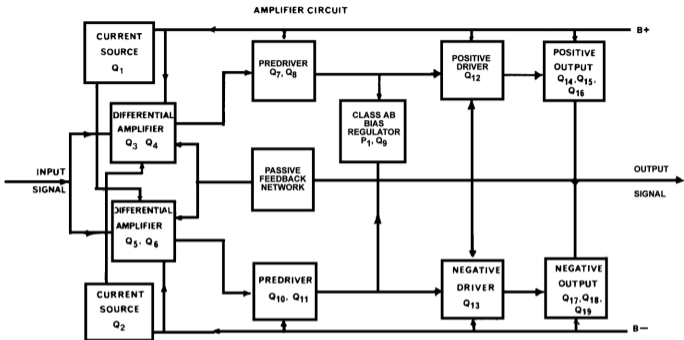 AMPLIFIER CIRCUIT
B+
CURRENT
SOURCE
Q1
PREDRIVER
Q7, Q8
POSITIVE
DRIVER
Q12
POSITIVE
OUTPUT
Q14, Q15,
Q16
DIFFERENTIAL
AMPLIFIER
Q3 Q4
CLASS AB
BIAS
REGULATOR
P1, Q9
INPUT
SIGNAL
PASSIVE
FEEDBACK
NETWORK
OUTPUT
SIGNAL
DIFFERENTIAL
AMPLIFIER
Q5, Q6
PREDRIVER
Q10, Q11
NEGATIVE
DRIVER
Q13
NEGATIVE
OUTPUT
Q17, Q18,
Q19
CURRENT
SOURCE
Q2
B—